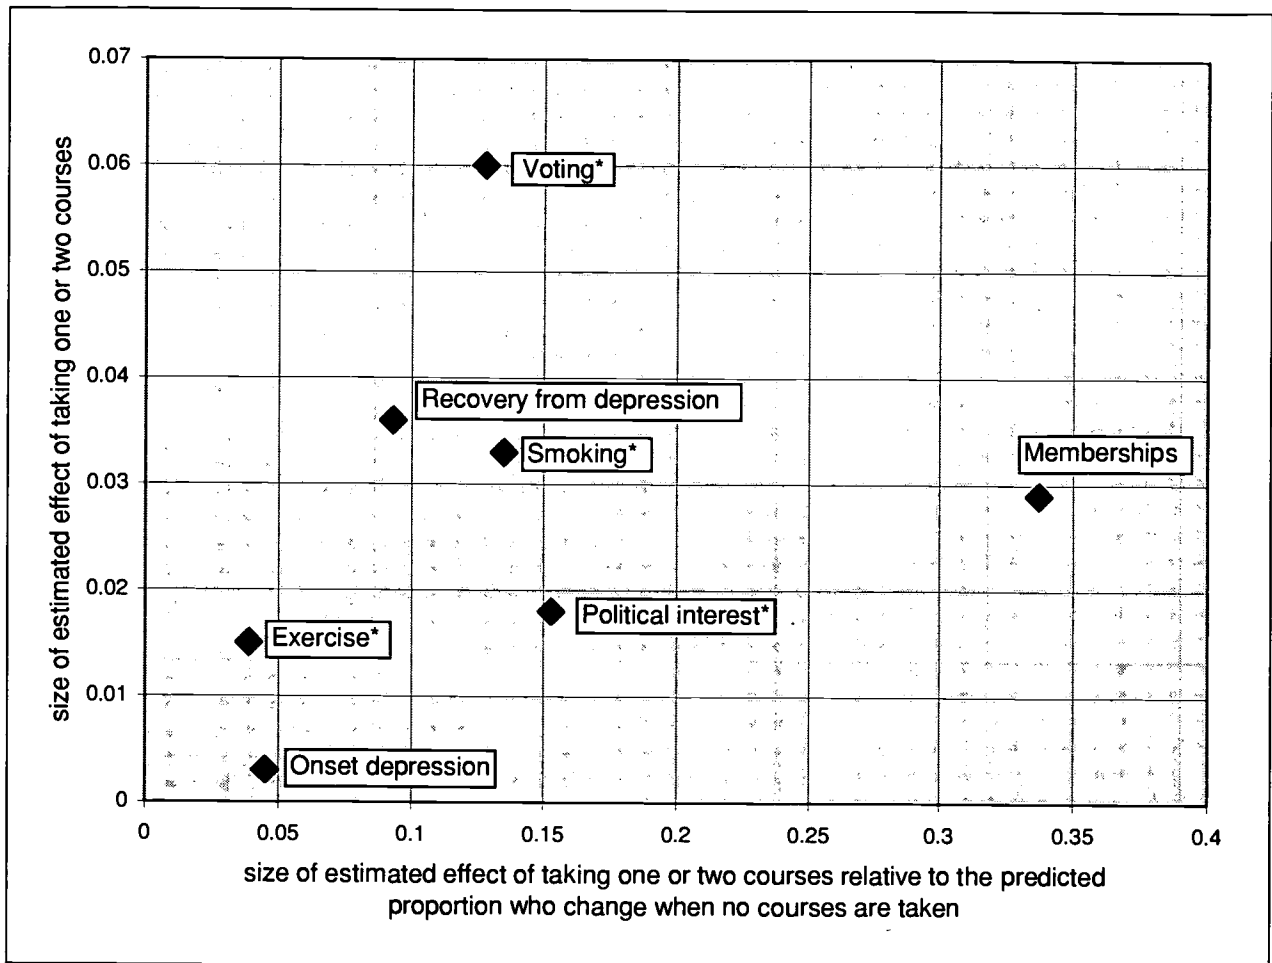 0.07
0.06
0.05
0.04
0.03
0.02
0.01
0
size of estimated effect of taking one or two courses
Voting*
Recovery from depression
Smoking*
Memberships
Political interest*
Exercise*
Onset depression
0 0.05 0.1 0.15 0.2 0.25 0.3 0.35 0.4
size of estimated effect of taking one or two courses relative to the predicted
proportion who change when no courses are taken